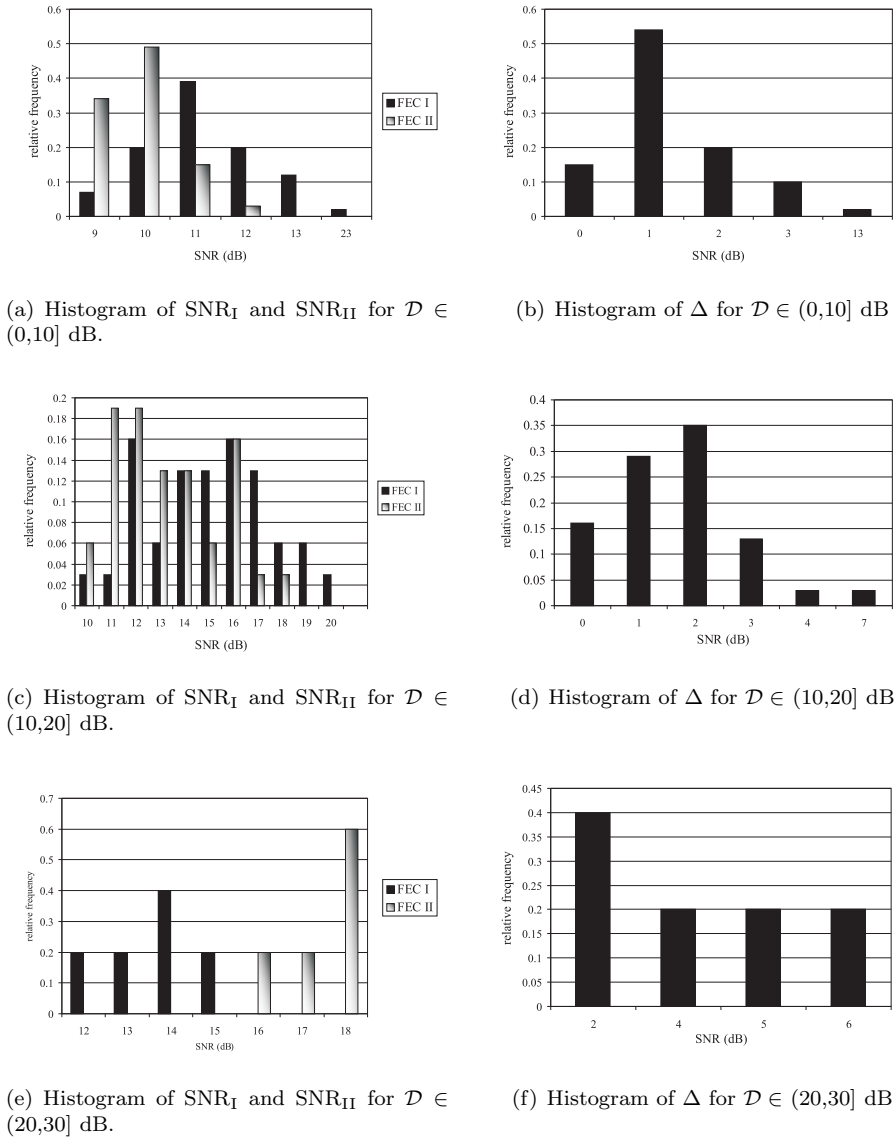 0.6
0.5
0.4
0.3
0.2
0.1
0
relative frequency
9 10 11 12 13 23
SNR (dB)
FEC I
FEC II
0.6
0.5
0.4
0.3
0.2
0.1
0
relative frequency
0 1 2 3 13
SNR (dB)
(a) Histogram of SNR_I and SNR_II for 𝒟 ∈
(0,10] dB.
(b) Histogram of Δ for 𝒟 ∈ (0,10] dB
0.2
0.18
0.16
0.14
0.12
0.1
0.08
0.06
0.04
0.02
0
relative frequency
10 11 12 13 14 15 16 17 18 19 20
SNR (dB)
FEC I
FEC II
0.4
0.35
0.3
0.25
0.2
0.15
0.1
0.05
0
relative frequency
0 1 2 3 4 7
SNR (dB)
(c) Histogram of SNR_I and SNR_II for 𝒟 ∈
(10,20] dB.
(d) Histogram of Δ for 𝒟 ∈ (10,20] dB
0.7
0.6
0.5
0.4
0.3
0.2
0.1
0
relative frequency
12 13 14 15 16 17 18
SNR (dB)
FEC I
FEC II
0.45
0.4
0.35
0.3
0.25
0.2
0.15
0.1
0.05
0
relative frequency
2 4 5 6
SNR (dB)
(e) Histogram of SNR_I and SNR_II for 𝒟 ∈
(20,30] dB.
(f) Histogram of Δ for 𝒟 ∈ (20,30] dB